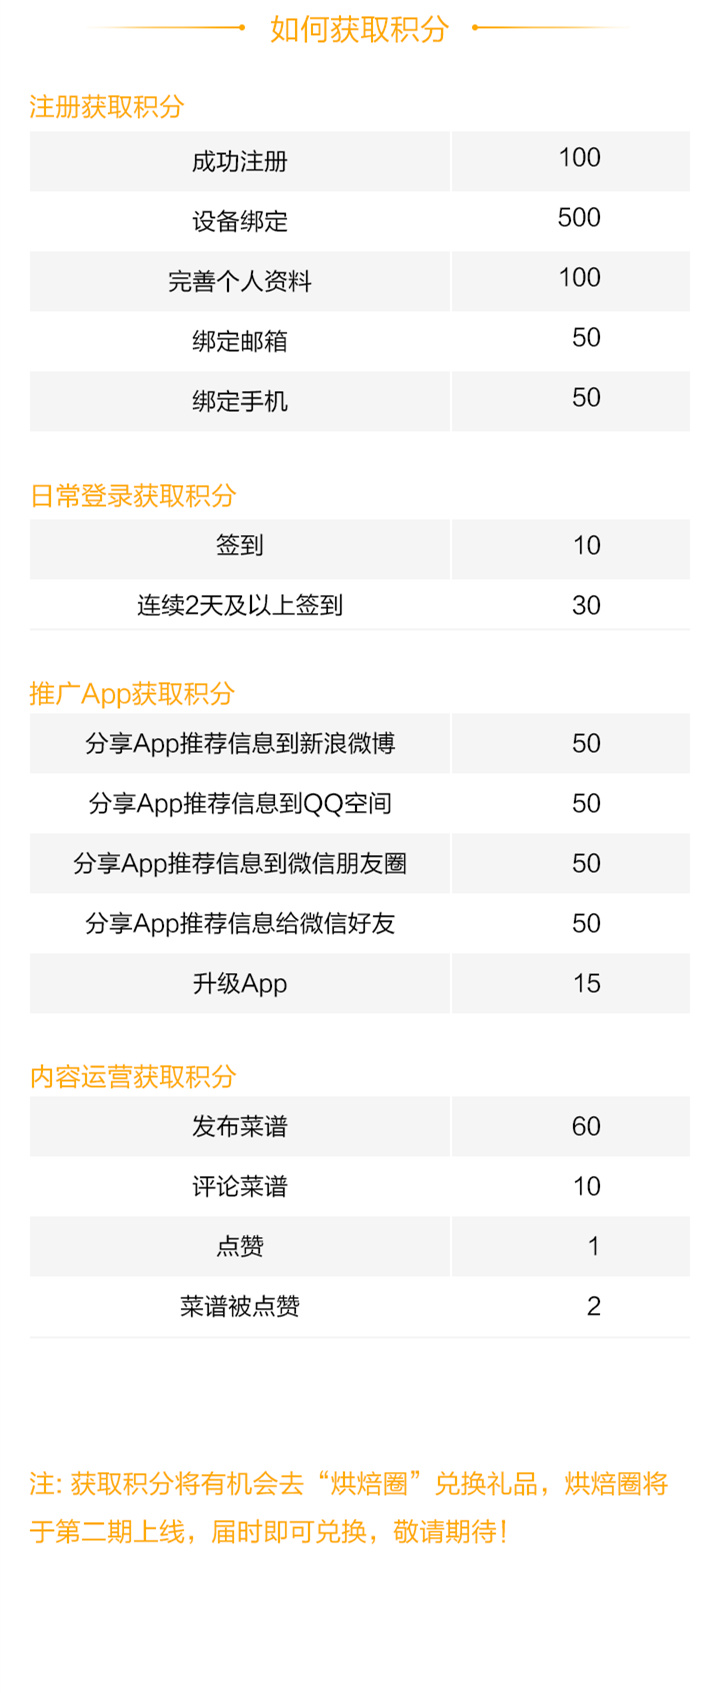 如何获取积分
注册获取积分
成功注册 100
设备绑定 500
完善个人资料 100
绑定邮箱 50
绑定手机 50
日常登录获取积分
签到 10
连续2天及以上签到 30
推广App获取积分
分享App推荐信息到新浪微博 50
分享App推荐信息到QQ空间 50
分享App推荐信息到微信朋友圈 50
分享App推荐信息给微信好友 50
升级App 15
内容运营获取积分
发布菜谱 60
评论菜谱 10
点赞 1
菜谱被点赞 2
注: 获取积分将有机会去“烘焙圈”兑换礼品，烘焙圈将
于第二期上线，届时即可兑换，敬请期待!